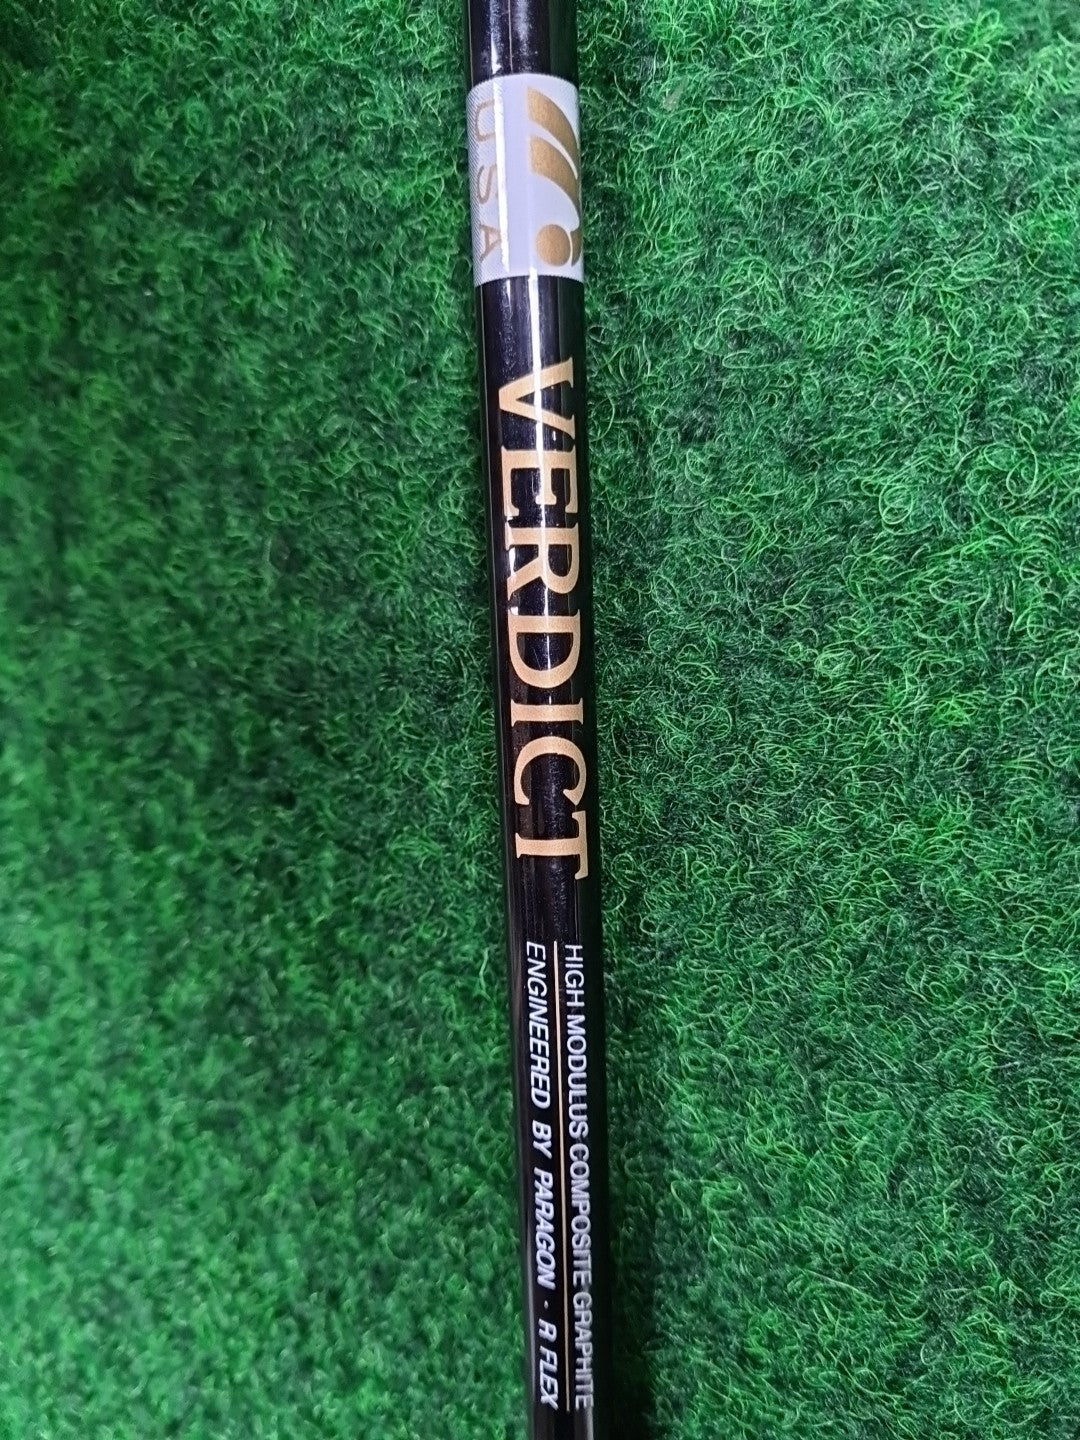 USA
VERDICT
HIGH MODULUS COMPOSITE GRAPHITE
ENGINEERED BY PARAGON - R FLEX